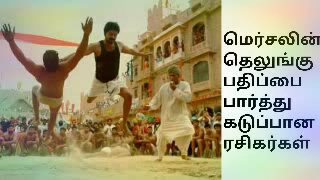 மெர்சலின்
தெலுங்கு
பதிப்பை
பார்த்து
கடுப்பான
ரசிகர்கள்